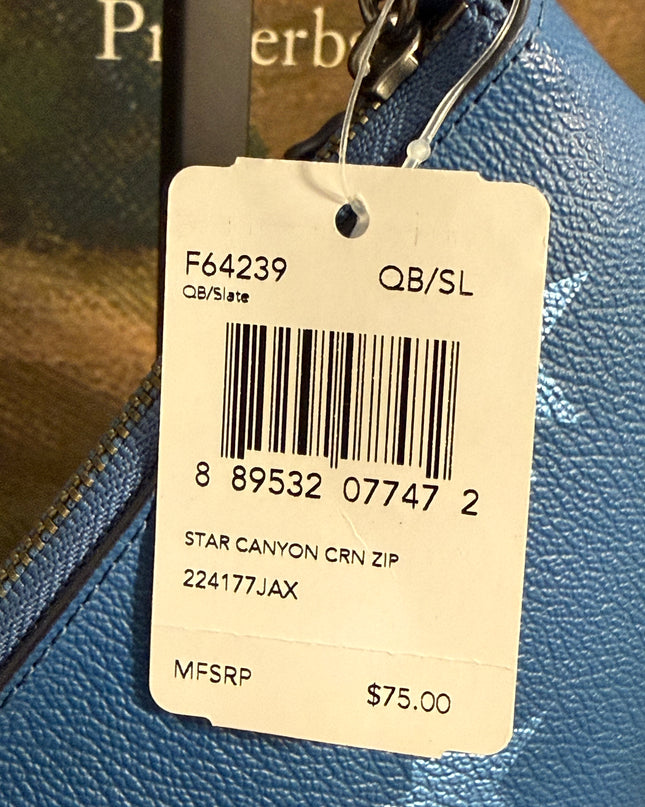 F64239 QB/SL
QB/Slate
8 89532 07747 2
STAR CANYON CRN ZIP
224177JAX
MFSRP $75.00